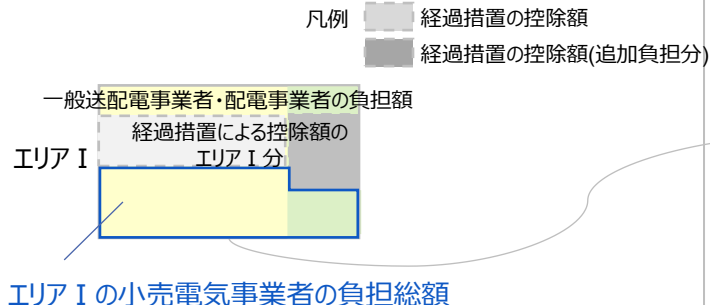 凡例 経過措置の控除額
経過措置の控除額(追加負担分)
一般送配電事業者・配電事業者の負担額
経過措置による控除額の
エリアⅠ分
エリアⅠ
エリアⅠの小売電気事業者の負担総額